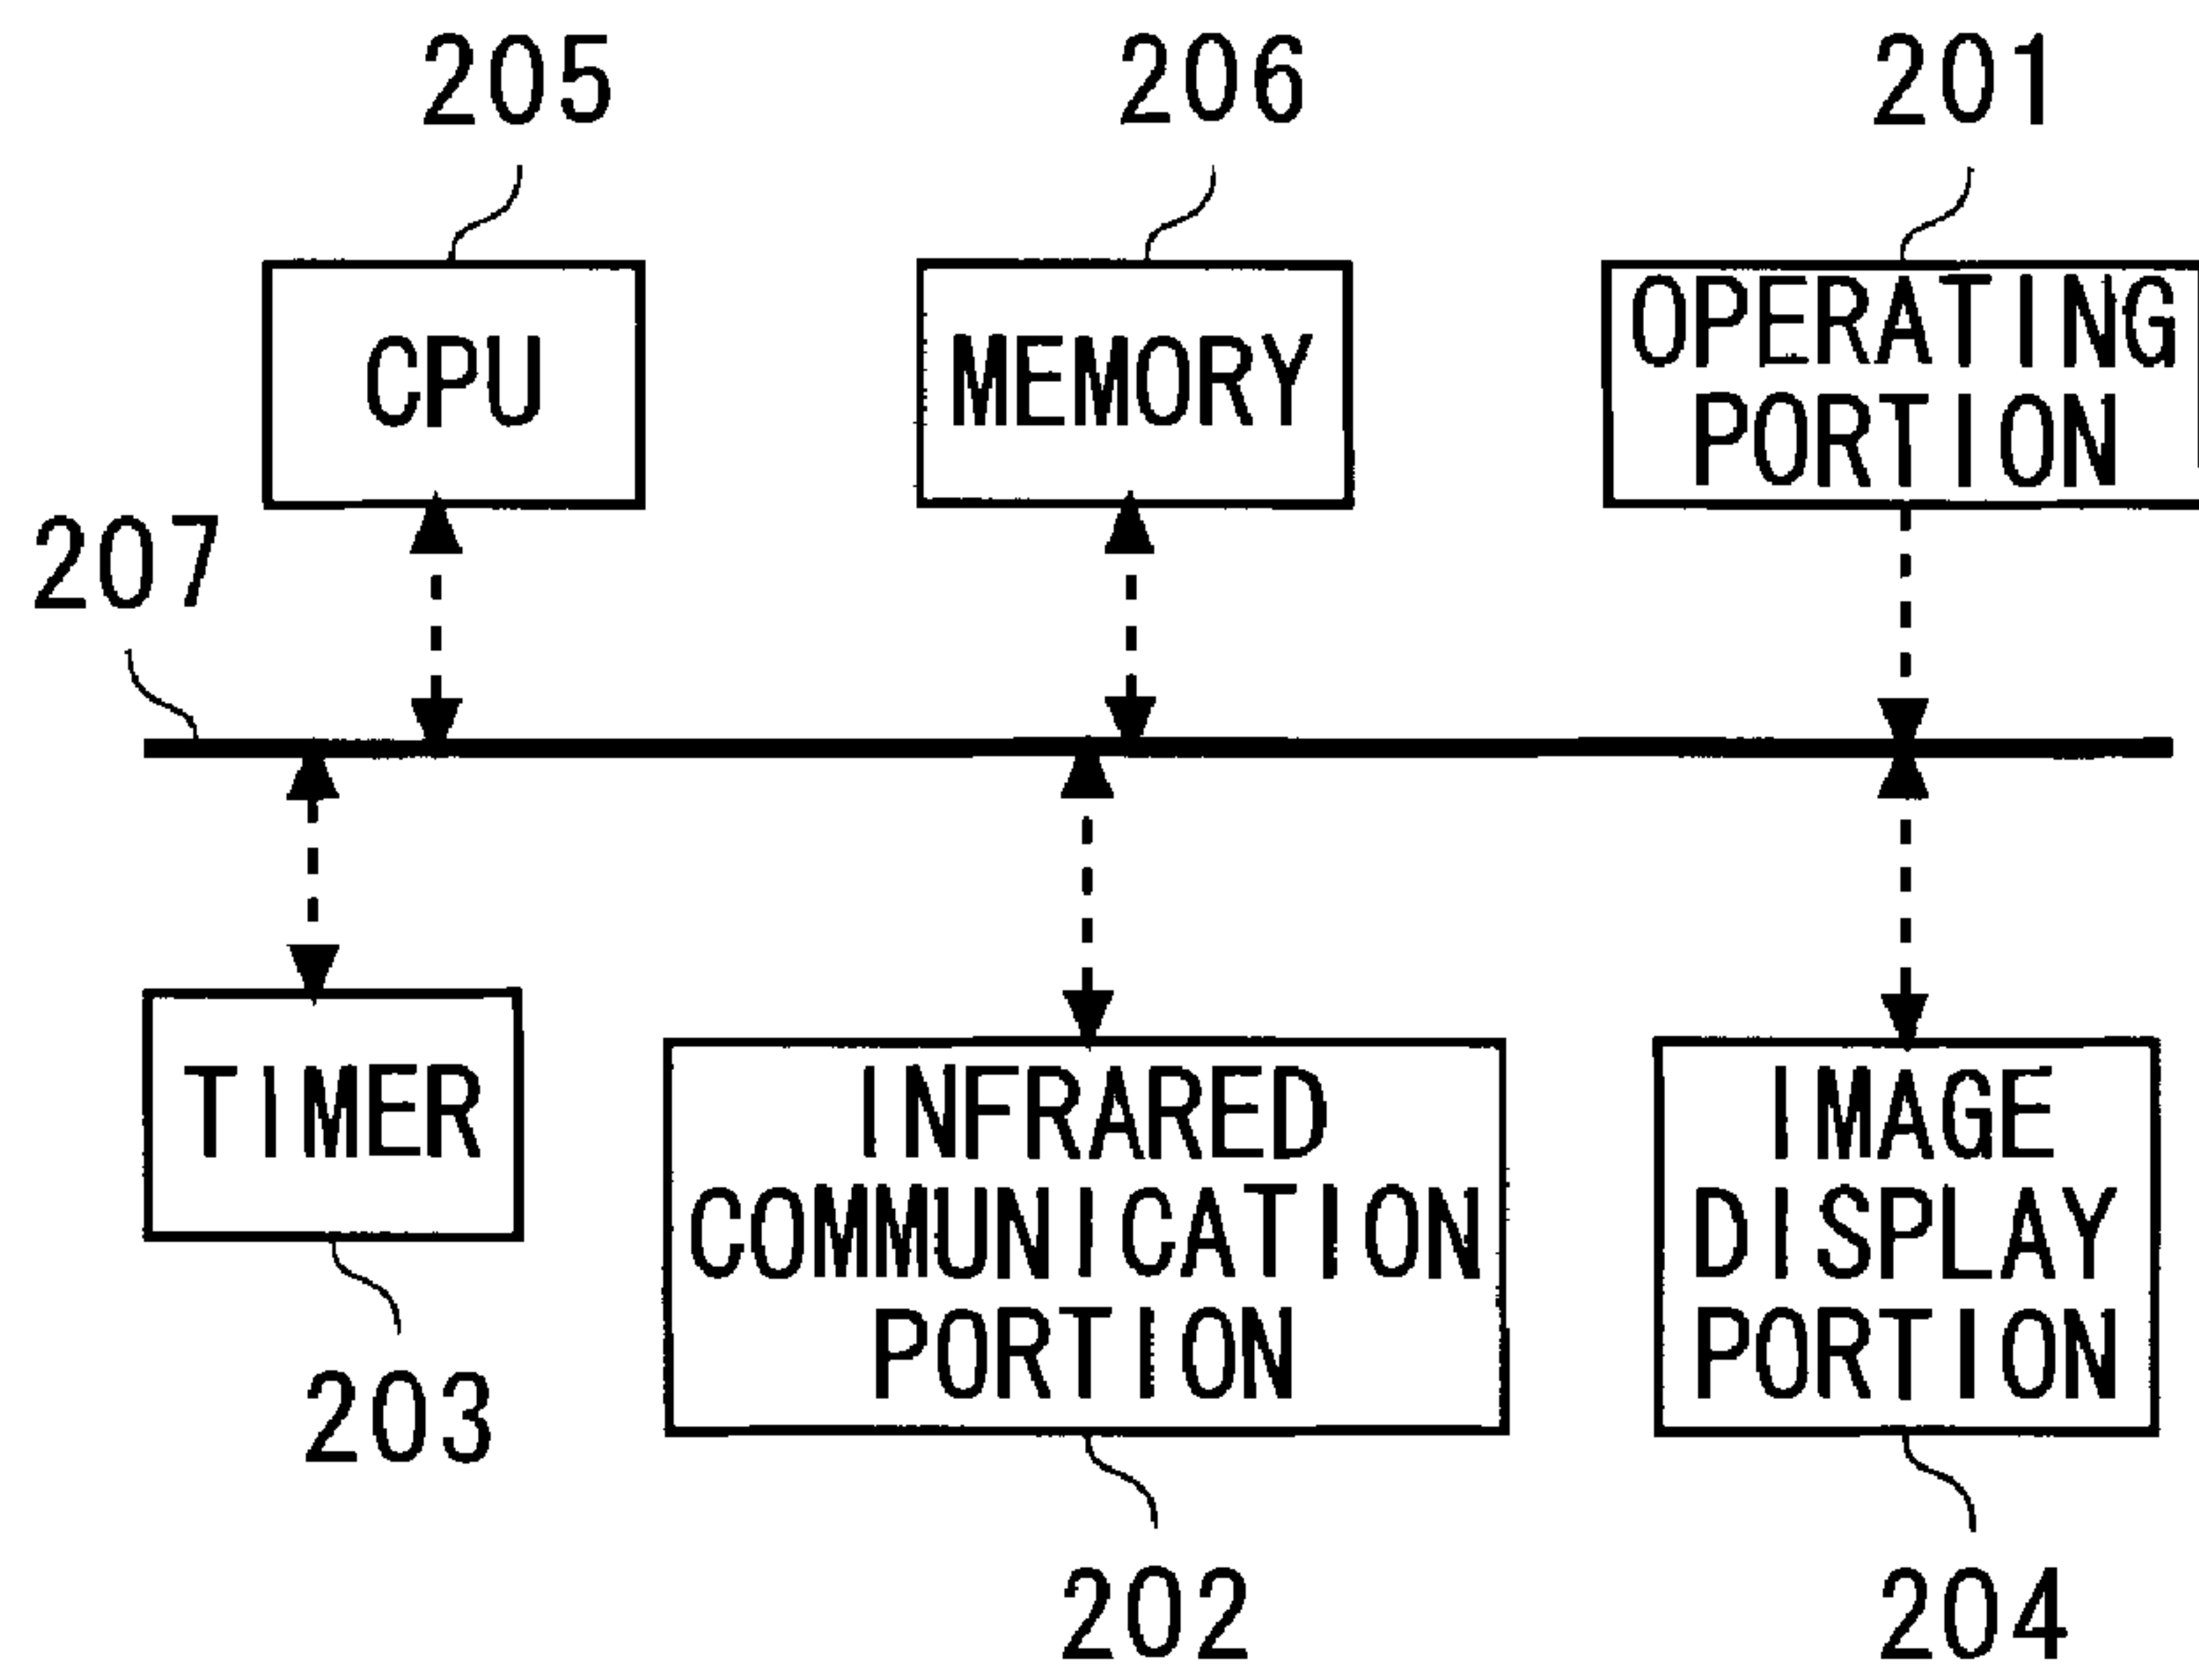 205
206
201
CPU
MEMORY
OPERATING
PORTION
207
TIMER
INFRARED
COMMUNICATION
PORTION
IMAGE
DISPLAY
PORTION
203
202
204